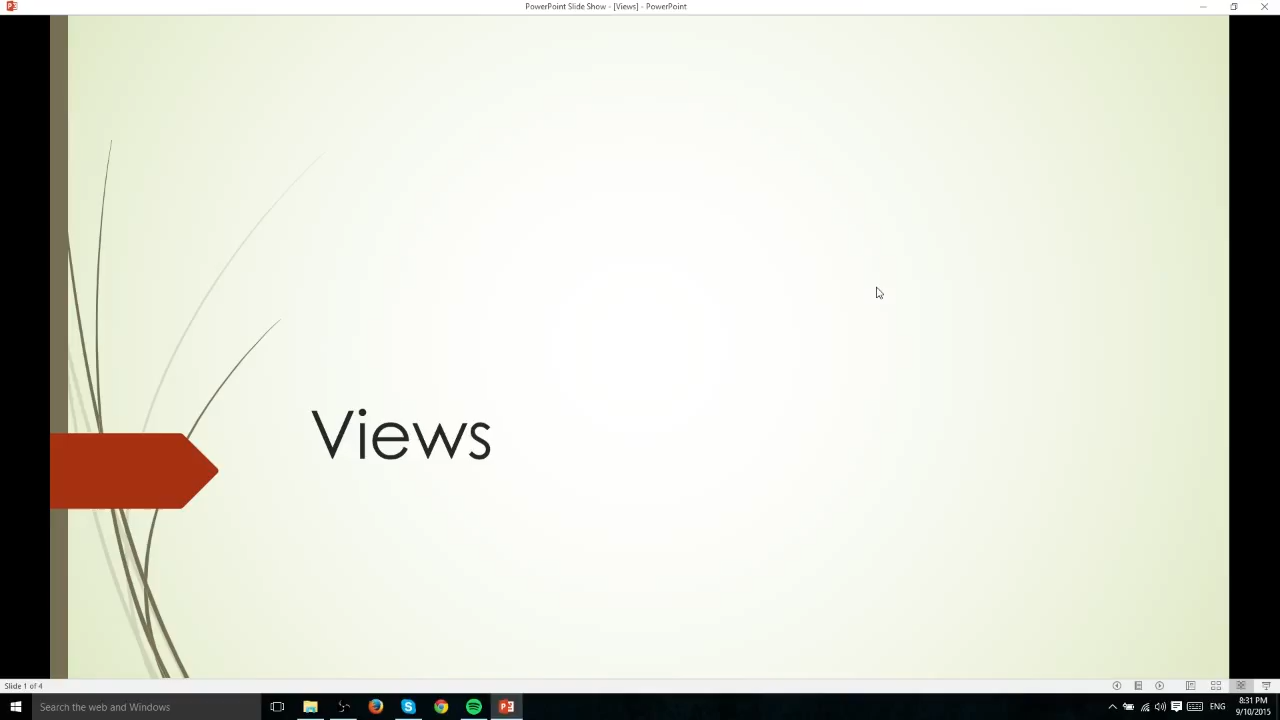 PowerPoint Slide Show - [Views] - PowerPoint
Views
Slide 1 of 4
Search the web and Windows
ENG
8:31 PM
9/10/2015